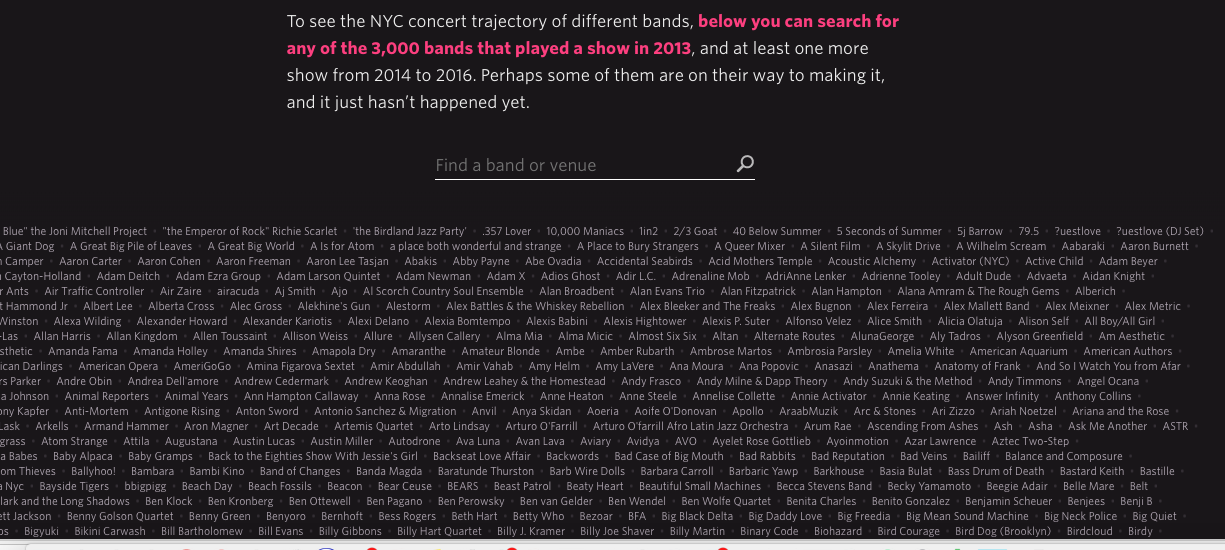 To see the NYC concert trajectory of different bands, below you can search for
any of the 3,000 bands that played a show in 2013, and at least one more
show from 2014 to 2016. Perhaps some of them are on their way to making it,
and it just hasn’t happened yet.
Find a band or venue
Blue" the Joni Mitchell Project • "the Emperor of Rock" Richie Scarlet • 'the Birdland Jazz Party' • .357 Lover • 10,000 Maniacs • 1in2 • 2/3 Goat • 40 Below Summer • 5 Seconds of Summer • 5j Barrow • 79.5 • ?uestlove • ?uestlove (DJ Set) •
A Giant Dog • A Great Big Pile of Leaves • A Great Big World • A Is for Atom • a place both wonderful and strange • A Place to Bury Strangers • A Queer Mixer • A Silent Film • A Skylit Drive • A Wilhelm Scream • Aabaraki • Aaron Burnett •
Camper • Aaron Carter • Aaron Cohen • Aaron Freeman • Aaron Lee Tasjan • Abakis • Abby Payne • Abe Ovadia • Accidental Seabirds • Acid Mothers Temple • Acoustic Alchemy • Activator (NYC) • Active Child • Adam Beyer •
Cayton-Holland • Adam Deitch • Adam Ezra Group • Adam Larson Quintet • Adam Newman • Adam X • Adios Ghost • Adir L.C. • Adrenaline Mob • AdriAnne Lenker • Adrienne Tooley • Adult Dude • Advaeta • Aidan Knight •
Ants • Air Traffic Controller • Air Zaire • airacuda • Aj Smith • Ajo • Al Scorch Country Soul Ensemble • Alan Broadbent • Alan Evans Trio • Alan Fitzpatrick • Alan Hampton • Alana Amram & The Rough Gems • Alberich •
Hammond Jr • Albert Lee • Alberta Cross • Alec Gross • Alekhine's Gun • Alestorm • Alex Battles & the Whiskey Rebellion • Alex Bleeker and The Freaks • Alex Bugnon • Alex Ferreira • Alex Mallett Band • Alex Meixner • Alex Metric •
Winston • Alexa Wilding • Alexander Howard • Alexander Kariotis • Alexi Delano • Alexia Bomtempo • Alexis Babini • Alexis Hightower • Alexis P. Suter • Alfonso Velez • Alice Smith • Alicia Olatuja • Alison Self • All Boy/All Girl •
-Las • Allan Harris • Allan Kingdom • Allen Toussaint • Allison Weiss • Allure • Allysen Callery • Alma Mia • Alma Micic • Almost Six Six • Altan • Alternate Routes • AlunaGeorge • Aly Tadros • Alyson Greenfield • Am Aesthetic •
sthetic • Amanda Fama • Amanda Holley • Amanda Shires • Amapola Dry • Amaranthe • Amateur Blonde • Ambe • Amber Rubarth • Ambrose Martos • Ambrosia Parsley • Amelia White • American Aquarium • American Authors •
ican Darlings • American Opera • AmeriGoGo • Amina Figarova Sextet • Amir Abdullah • Amir Vahab • Amy Helm • Amy LaVere • Ana Moura • Ana Popovic • Anasazi • Anathema • Anatomy of Frank • And So I Watch You from Afar •
rs Parker • Andre Obin • Andrea Dell'amore • Andrew Cedermark • Andrew Keoghan • Andrew Leahey & the Homestead • Andy Frasco • Andy Milne & Dapp Theory • Andy Suzuki & the Method • Andy Timmons • Angel Ocana •
a Johnson • Animal Reporters • Animal Years • Ann Hampton Callaway • Anna Rose • Annalise Emerick • Anne Heaton • Anne Steele • Annelise Collette • Annie Activator • Annie Keating • Answer Infinity • Anthony Collins •
ony Kapfer • Anti-Mortem • Antigone Rising • Anton Sword • Antonio Sanchez & Migration • Anvil • Anya Skidan • Aoeria • Aoife O'Donovan • Apollo • AraabMuzik • Arc & Stones • Ari Zizzo • Ariah Noetzel • Ariana and the Rose •
Lask • Arkells • Armand Hammer • Aron Magner • Art Decade • Artemis Quartet • Arto Lindsay • Arturo O'Farrill • Arturo O'farrill Afro Latin Jazz Orchestra • Arum Rae • Ascending From Ashes • Ash • Asha • Ask Me Another • ASTR •
grass • Atom Strange • Attila • Augustana • Austin Lucas • Austin Miller • Autodrone • Ava Luna • Avan Lava • Aviary • Avidya • AVO • Ayelet Rose Gottlieb • Ayoinmotion • Azar Lawrence • Aztec Two-Step •
a Babes • Baby Alpaca • Baby Gramps • Back to the Eighties Show With Jessie's Girl • Backseat Love Affair • Backwords • Bad Case of Big Mouth • Bad Rabbits • Bad Reputation • Bad Veins • Bailiff • Balance and Composure •
om Thieves • Ballyhoo! • Bambara • Bambi Kino • Band of Changes • Banda Magda • Baratunde Thurston • Barb Wire Dolls • Barbara Carroll • Barbaric Yawp • Barkhouse • Basia Bulat • Bass Drum of Death • Bastard Keith • Bastille •
a Nyc • Bayside Tigers • bbigpigg • Beach Day • Beach Fossils • Beacon • Bear Ceuse • BEARS • Beast Patrol • Beaty Heart • Beautiful Small Machines • Becca Stevens Band • Becky Yamamoto • Beegie Adair • Belle Mare • Belt •
lark and the Long Shadows • Ben Klock • Ben Kronberg • Ben Ottewell • Ben Pagano • Ben Perowsky • Ben van Gelder • Ben Wendel • Ben Wolfe Quartet • Benita Charles • Benito Gonzalez • Benjamin Scheuer • Benjees • Benji B •
ett Jackson • Benny Golson Quartet • Benny Green • Benyoro • Bernhoft • Bess Rogers • Beth Hart • Betty Who • Bezoar • BFA • Big Black Delta • Big Daddy Love • Big Freedia • Big Mean Sound Machine • Big Neck Police • Big Quiet •
os • Bigyuki • Bikini Carwash • Bill Bartholomew • Bill Evans • Billy Gibbons • Billy Hart Quartet • Billy J. Kramer • Billy Joe Shaver • Billy Martin • Binary Code • Biohazard • Bird Courage • Bird Dog (Brooklyn) • Birdcloud • Birdy •